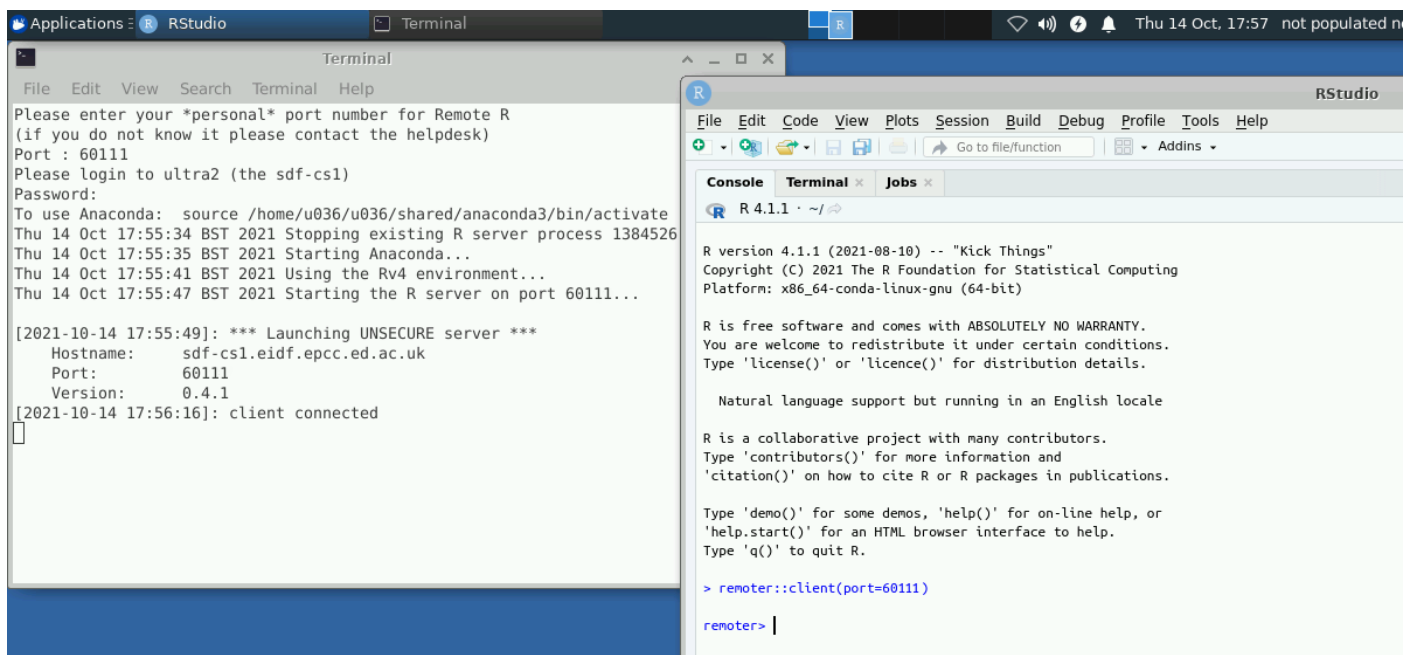 Applications RStudio Terminal Thu 14 Oct, 17:57 not populated
Terminal
File Edit View Search Terminal Help
Please enter your *personal* port number for Remote R
(if you do not know it please contact the helpdesk)
Port : 60111
Please login to ultra2 (the sdf-cs1)
Password:
To use Anaconda:  source /home/u036/u036/shared/anaconda3/bin/activate
Thu 14 Oct 17:55:34 BST 2021 Stopping existing R server process 1384526
Thu 14 Oct 17:55:35 BST 2021 Starting Anaconda...
Thu 14 Oct 17:55:41 BST 2021 Using the Rv4 environment...
Thu 14 Oct 17:55:47 BST 2021 Starting the R server on port 60111...
[2021-10-14 17:55:49]: *** Launching UNSECURE server ***
Hostname: sdf-cs1.eidf.epcc.ed.ac.uk
Port: 60111
Version: 0.4.1
[2021-10-14 17:56:16]: client connected
RStudio
File Edit Code View Plots Session Build Debug Profile Tools Help
Go to file/function Addins
Console Terminal Jobs
R 4.1.1 · ~/
R version 4.1.1 (2021-08-10) -- "Kick Things"
Copyright (C) 2021 The R Foundation for Statistical Computing
Platform: x86_64-conda-linux-gnu (64-bit)
R is free software and comes with ABSOLUTELY NO WARRANTY.
You are welcome to redistribute it under certain conditions.
Type 'license()' or 'licence()' for distribution details.
Natural language support but running in an English locale
R is a collaborative project with many contributors.
Type 'contributors()' for more information and
'citation()' on how to cite R or R packages in publications.
Type 'demo()' for some demos, 'help()' for on-line help, or
'help.start()' for an HTML browser interface to help.
Type 'q()' to quit R.
> remoter::client(port=60111)
remoter>